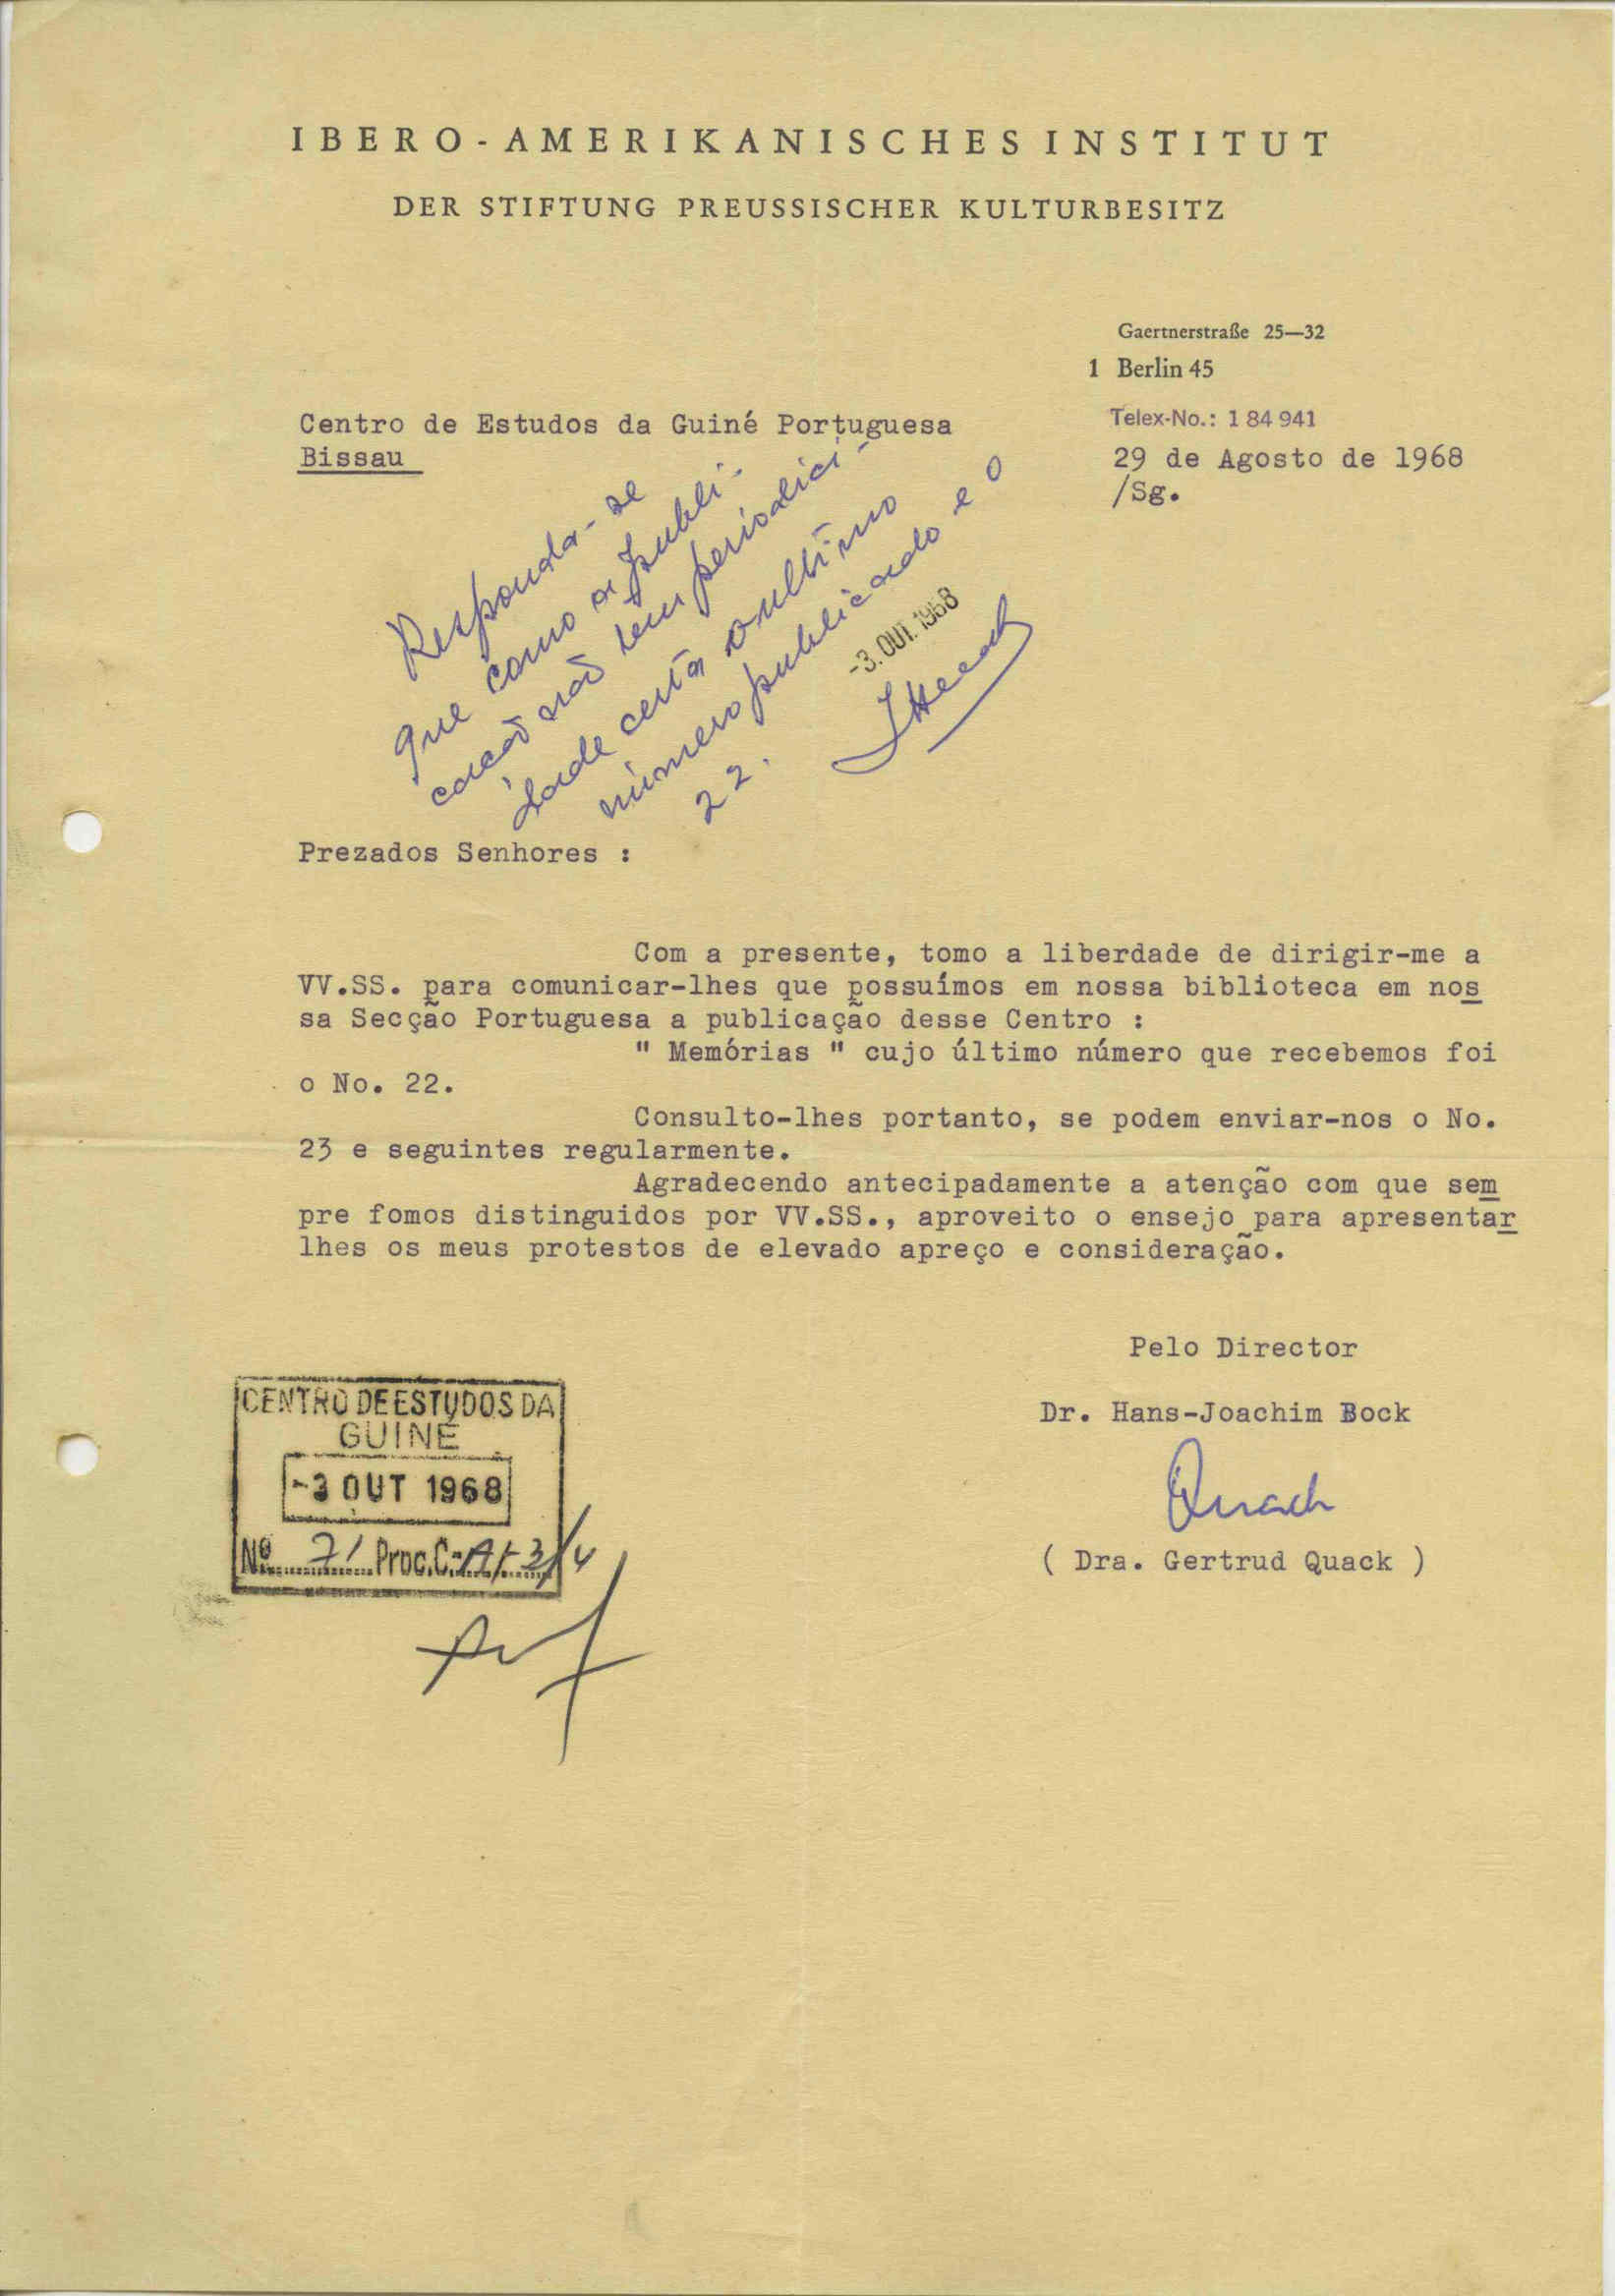 IBERO-AMERIKANISCHES INSTITUT
DER STIFTUNG PREUSSISCHER KULTURBESITZ
Gaertnerstraße 25—32
1 Berlin 45
Telex-No.: 1 84 941
29 de Agosto de 1968
/Sg.
Centro de Estudos da Guiné Portuguesa
Bissau
Responda-se
que como a publi-
cação não tem periodici-
dade certa o ultimo
número publicado e o
22.
-3. OUT. 1968
Prezados Senhores :
Com a presente, tomo a liberdade de dirigir-me a
VV.SS. para comunicar-lhes que possuímos em nossa biblioteca em nos
sa Secção Portuguesa a publicação desse Centro :
" Memórias " cujo último número que recebemos foi
o No. 22.
Consulto-lhes portanto, se podem enviar-nos o No.
23 e seguintes regularmente.
Agradecendo antecipadamente a atenção com que sem
pre fomos distinguidos por VV.SS., aproveito o ensejo para apresentar
lhes os meus protestos de elevado apreço e consideração.
Pelo Director
Dr. Hans-Joachim Bock
Quack
( Dra. Gertrud Quack )
CENTRO DE ESTUDOS DA
GUINÉ
-3 OUT 1968
Nº 71 Proc. C.